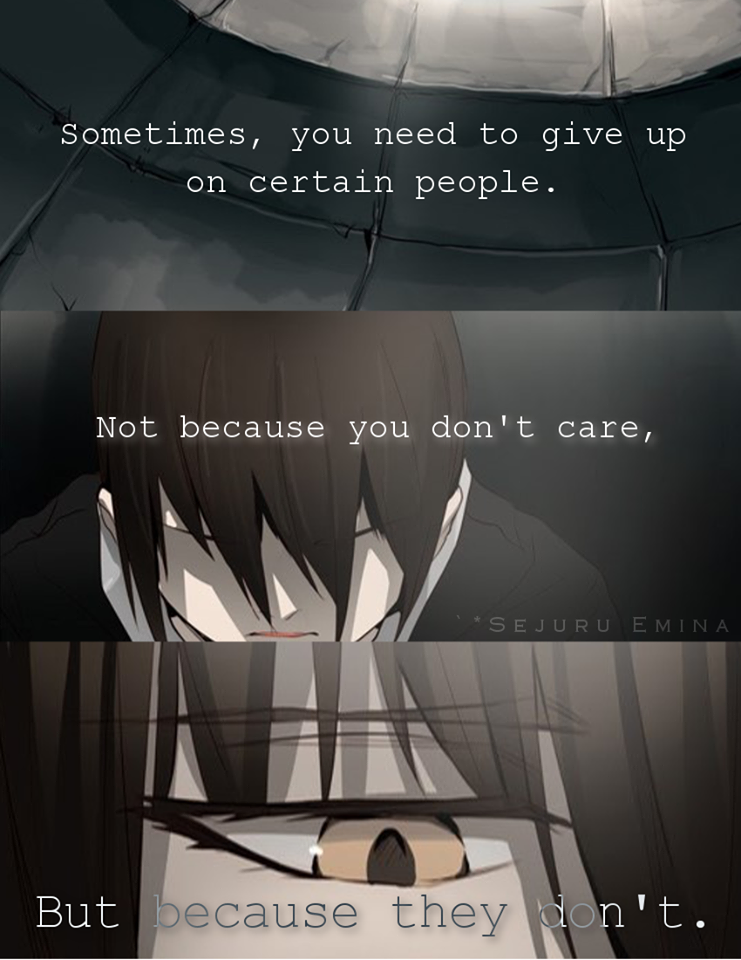 Sometimes, you need to give up
on certain people.
Not because you don't care,
`*Sejuru Emina
But because they don't.